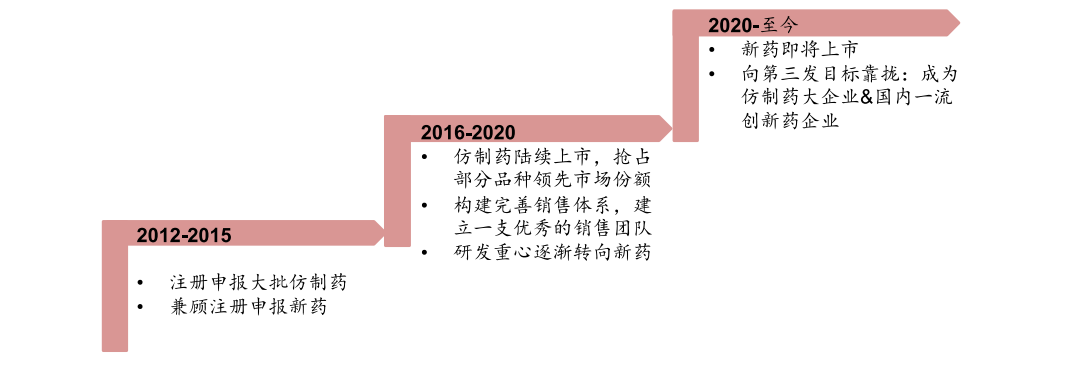 2020-至今
• 新药即将上市
• 向第三发目标靠拢：成为
仿制药大企业&国内一流
创新药企业
2016-2020
• 仿制药陆续上市，抢占
部分品种领先市场份额
• 构建完善销售体系，建
立一支优秀的销售团队
• 研发重心逐渐转向新药
2012-2015
• 注册申报大批仿制药
• 兼顾注册申报新药